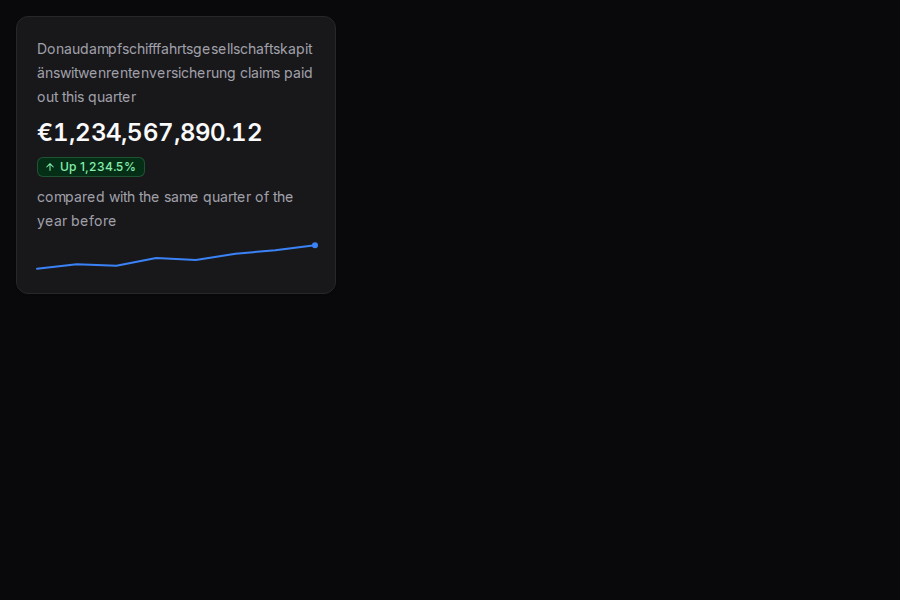 Donaudampfschifffahrtsgesellschaftskapit
änswitwenrentenversicherung claims paid
out this quarter
€1,234,567,890.12
↑ Up 1,234.5%
compared with the same quarter of the
year before